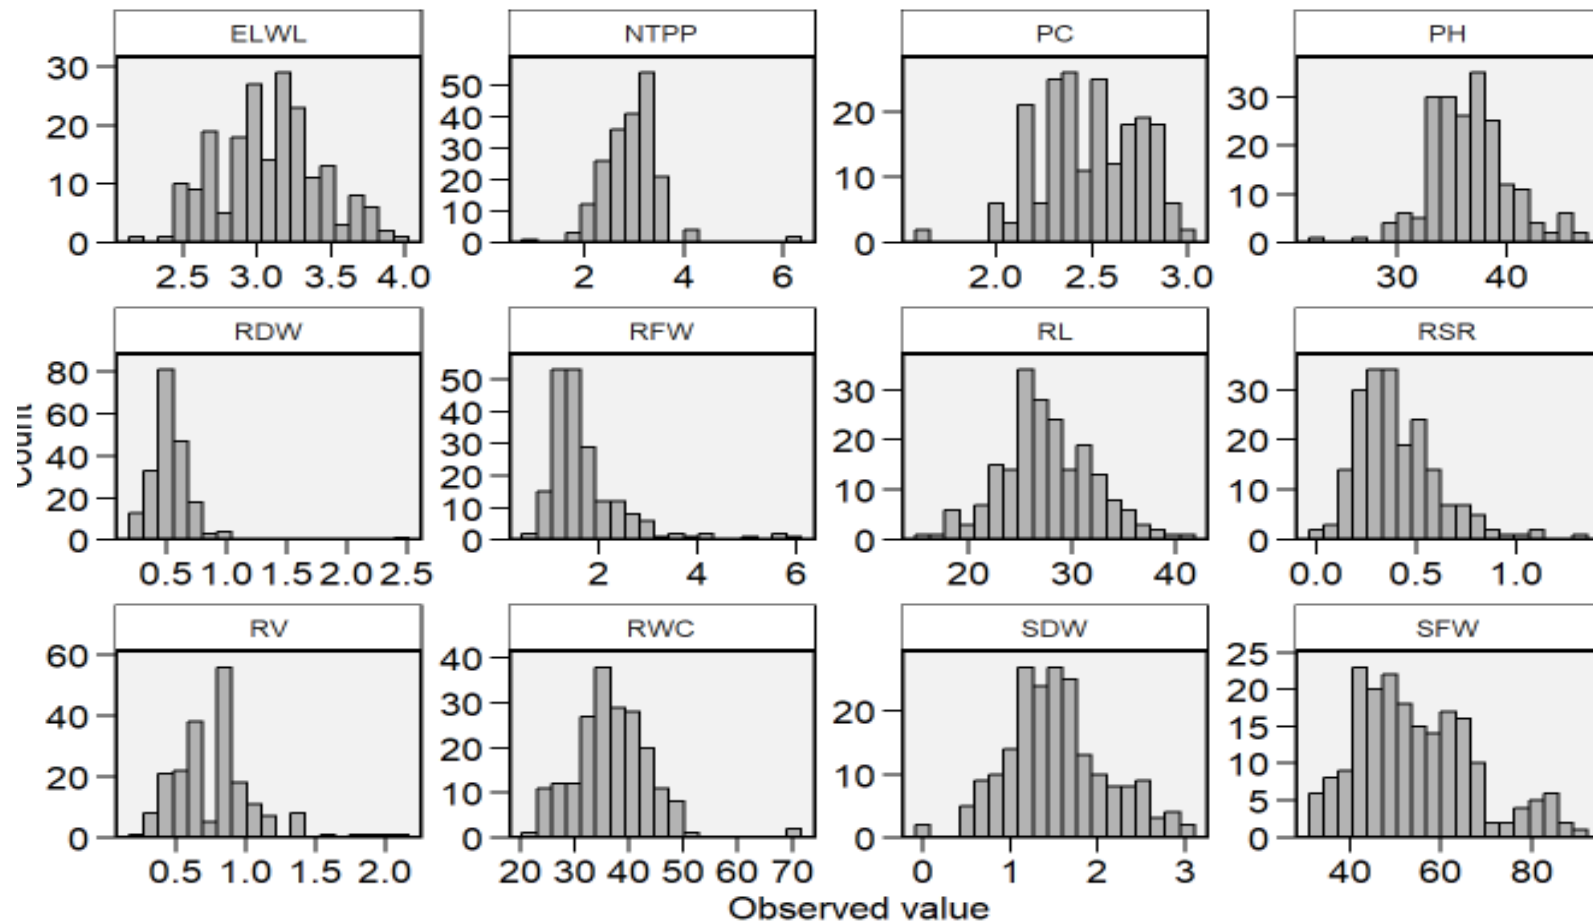 ELWL NTPP PC PH
30 20 10 0
50 40 30 20 10 0
20 10 0
30 20 10 0
2.5 3.0 3.5 4.0 2 4 6 2.0 2.5 3.0 30 40
RDW RFW RL RSR
80 60 40 20 0
50 40 30 20 10 0
30 20 10 0
30 20 10 0
0.5 1.0 1.5 2.0 2.5 2 4 6 20 30 40 0.0 0.5 1.0
Count
RV RWC SDW SFW
60 40 20 0
40 30 20 10 0
20 10 0
25 20 15 10 5 0
0.5 1.0 1.5 2.0 20 30 40 50 60 70 0 1 2 3 40 60 80
Observed value